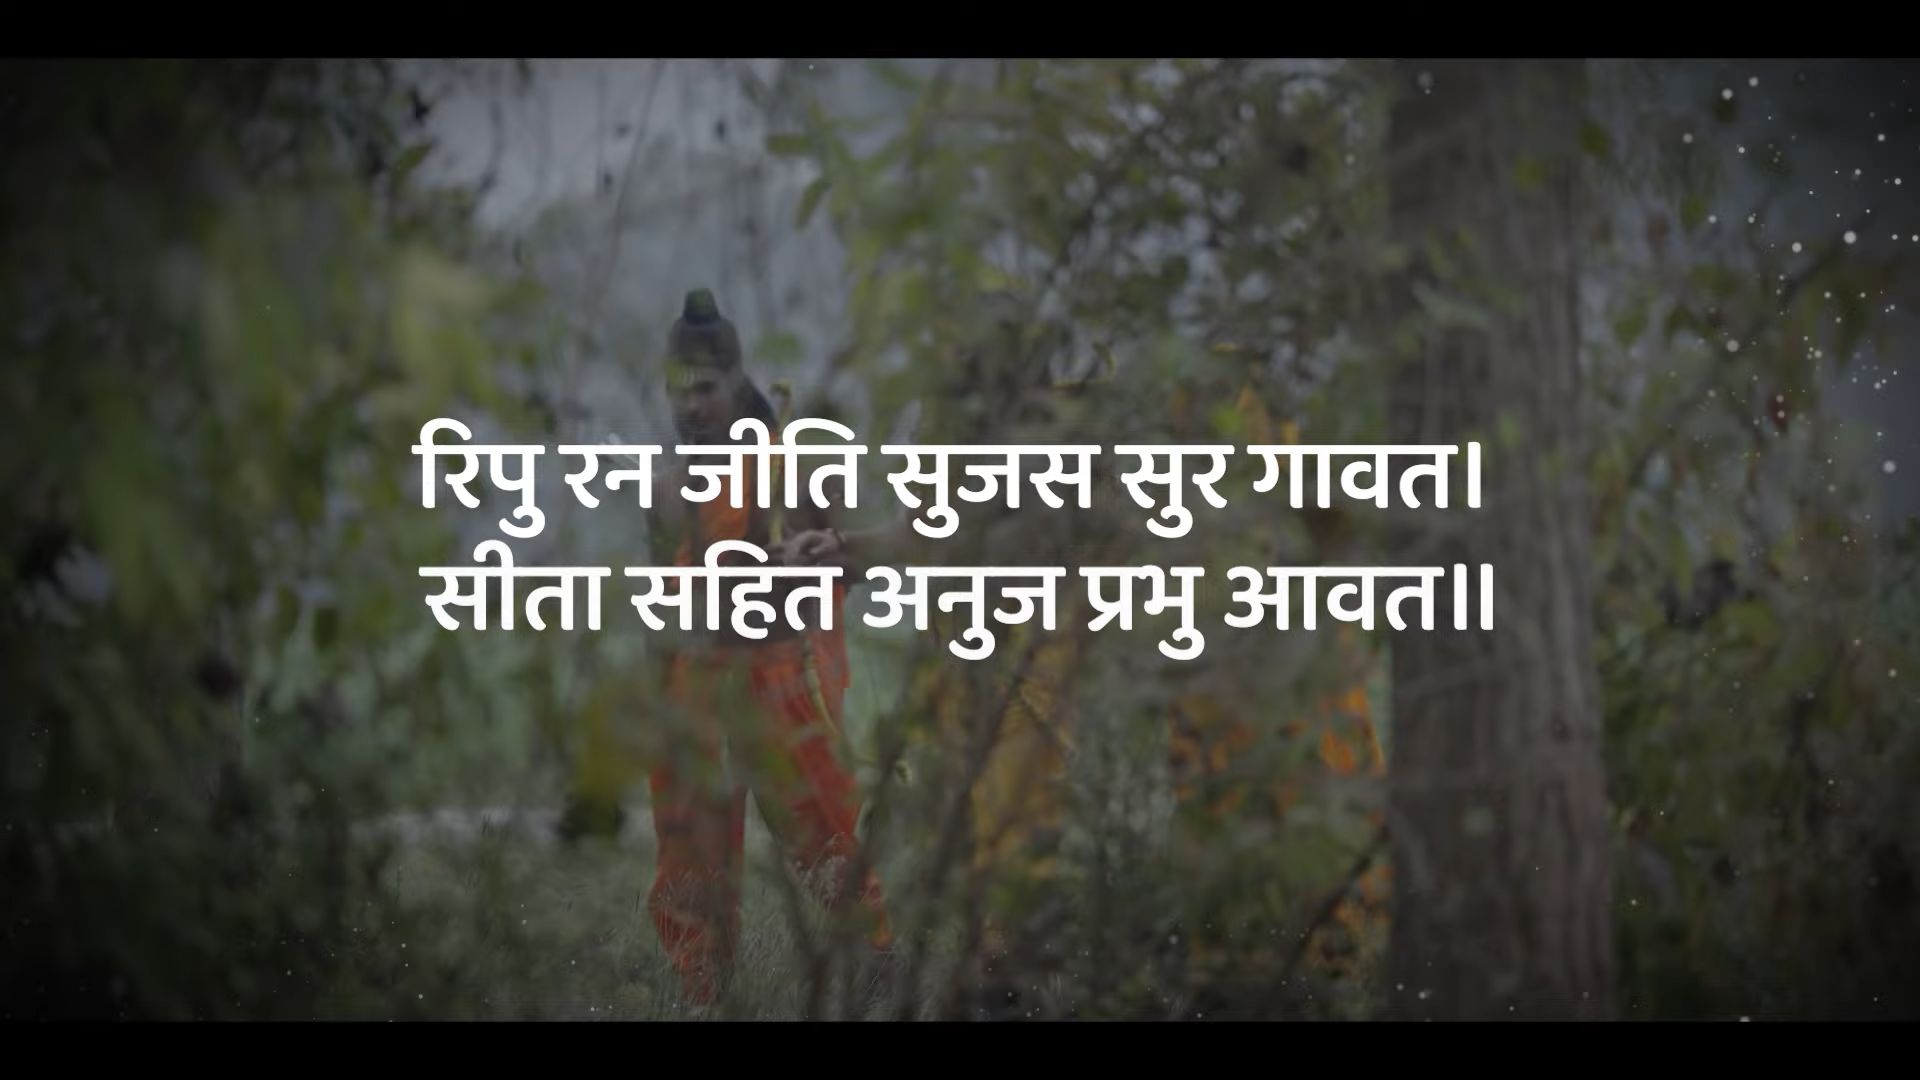 रिपु रन जीति सुजस सुर गावत।
सीता सहित अनुज प्रभु आवत॥